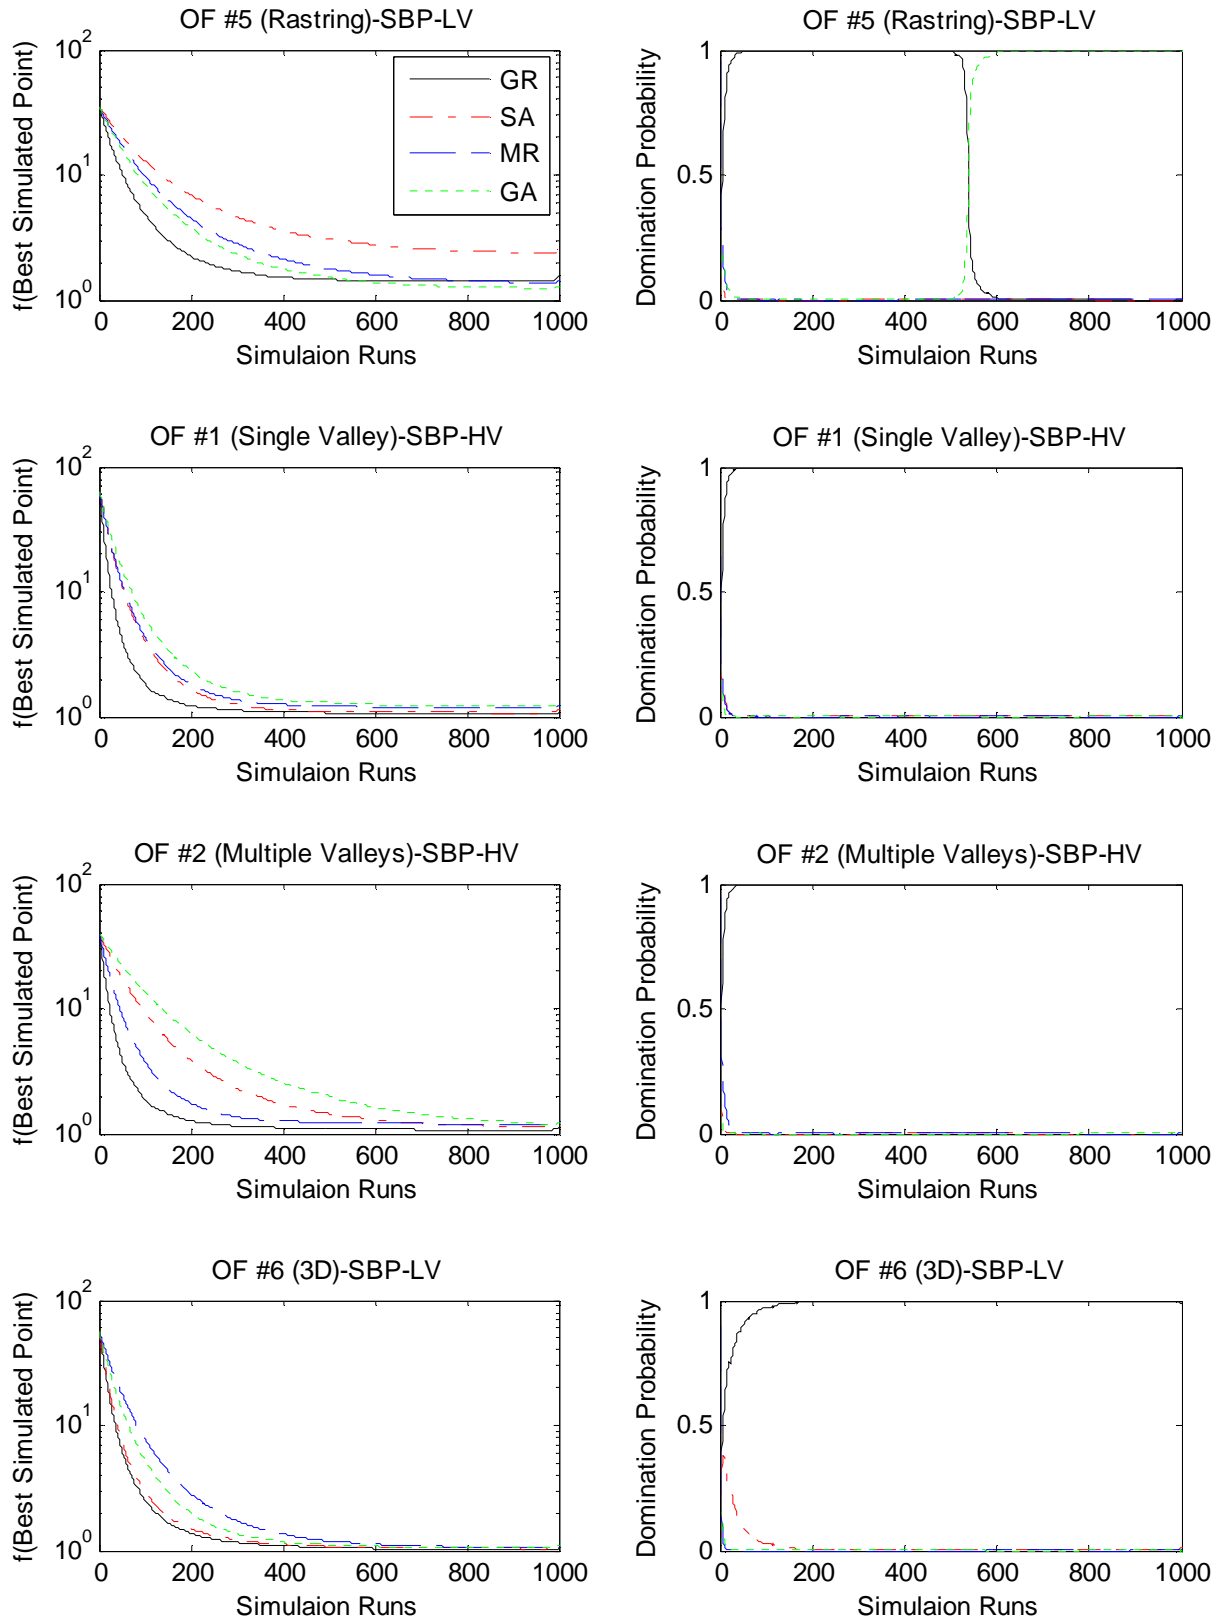 OF #5 (Rastring)-SBP-LV
f(Best Simulated Point)
10^2
10^1
10^0
GR
SA
MR
GA
0 200 400 600 800 1000
Simulaion Runs
OF #5 (Rastring)-SBP-LV
Domination Probability
1
0.5
0
0 200 400 600 800 1000
Simulaion Runs
OF #1 (Single Valley)-SBP-HV
f(Best Simulated Point)
10^2
10^1
10^0
0 200 400 600 800 1000
Simulaion Runs
OF #1 (Single Valley)-SBP-HV
Domination Probability
1
0.5
0
0 200 400 600 800 1000
Simulaion Runs
OF #2 (Multiple Valleys)-SBP-HV
f(Best Simulated Point)
10^2
10^1
10^0
0 200 400 600 800 1000
Simulaion Runs
OF #2 (Multiple Valleys)-SBP-HV
Domination Probability
1
0.5
0
0 200 400 600 800 1000
Simulaion Runs
OF #6 (3D)-SBP-LV
f(Best Simulated Point)
10^2
10^1
10^0
0 200 400 600 800 1000
Simulaion Runs
OF #6 (3D)-SBP-LV
Domination Probability
1
0.5
0
0 200 400 600 800 1000
Simulaion Runs